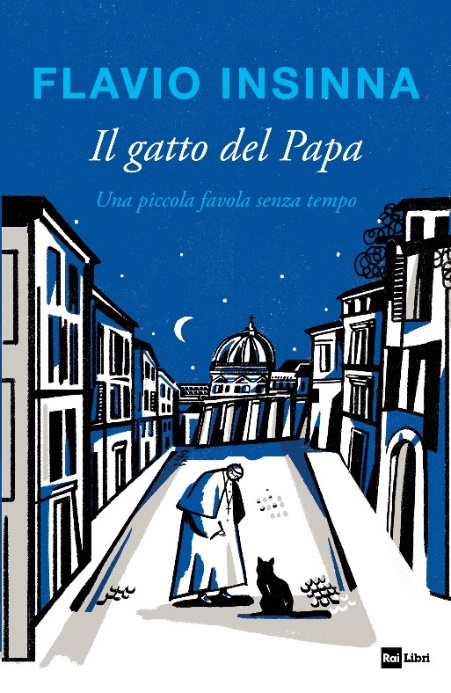 FLAVIO INSINNA
Il gatto del Papa
Una piccola favola senza tempo
Rai Libri